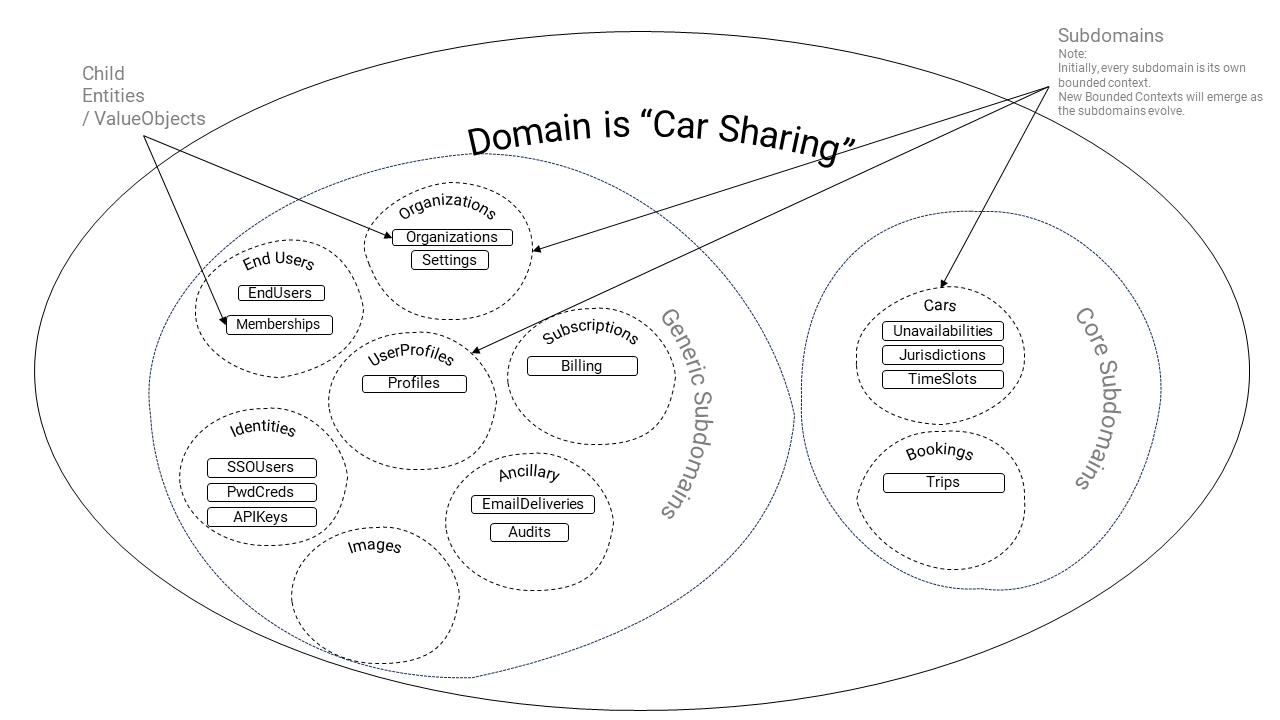 Subdomains
Note:
Initially, every subdomain is its own
bounded context.
New Bounded Contexts will emerge as
the subdomains evolve.
Child
Entities
/ ValueObjects
Domain is “Car Sharing”
Organizations
Organizations
Settings
End Users
EndUsers
Memberships
UserProfiles
Profiles
Subscriptions
Billing
Generic Subdomains
Identities
SSOUsers
PwdCreds
APIKeys
Ancillary
EmailDeliveries
Audits
Images
Cars
Unavailabilities
Jurisdictions
TimeSlots
Core Subdomains
Bookings
Trips